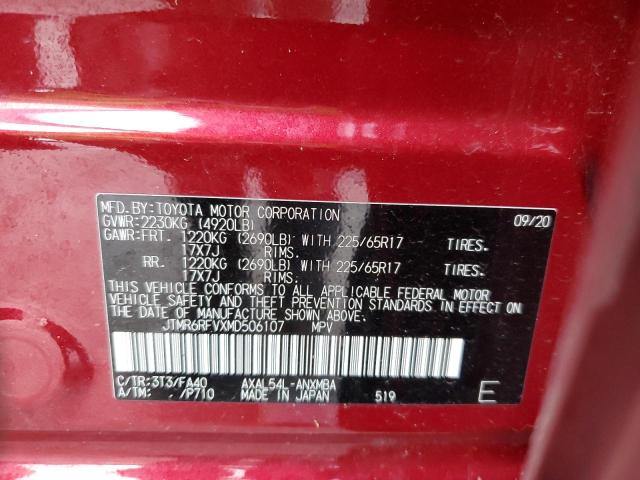 MFD.BY:TOYOTA MOTOR CORPORATION 09/20
GVWR:2230KG (4920LB)
GAWR:FRT. 1220KG (2690LB) WITH 225/65R17 TIRES.
17X7J RIMS.
RR. 1220KG (2690LB) WITH 225/65R17 TIRES.
17X7J RIMS.
THIS VEHICLE CONFORMS TO ALL APPLICABLE FEDERAL MOTOR
VEHICLE SAFETY AND THEFT PREVENTION STANDARDS IN EFFECT ON
THE DATE OF MANUFACTURE SHOWN ABOVE.
JTMR6RFVXMD506107 MPV
C/TR:3T3/FA40 AXAL54L-ANXMBA
A/TM: /P710 MADE IN JAPAN 519 E